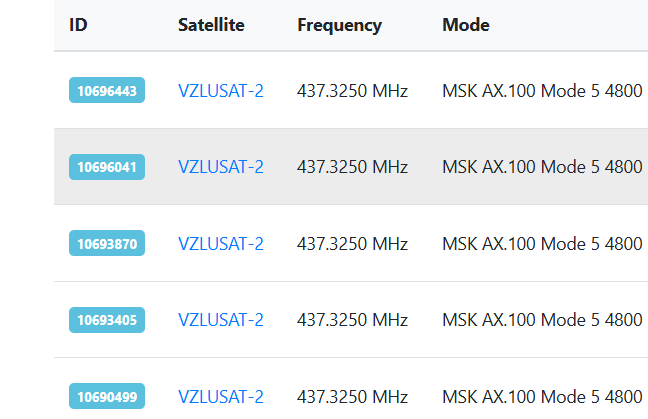 ID Satellite Frequency Mode
10696443 VZLUSAT-2 437.3250 MHz MSK AX.100 Mode 5 4800
10696041 VZLUSAT-2 437.3250 MHz MSK AX.100 Mode 5 4800
10693870 VZLUSAT-2 437.3250 MHz MSK AX.100 Mode 5 4800
10693405 VZLUSAT-2 437.3250 MHz MSK AX.100 Mode 5 4800
10690499 VZLUSAT-2 437.3250 MHz MSK AX.100 Mode 5 4800